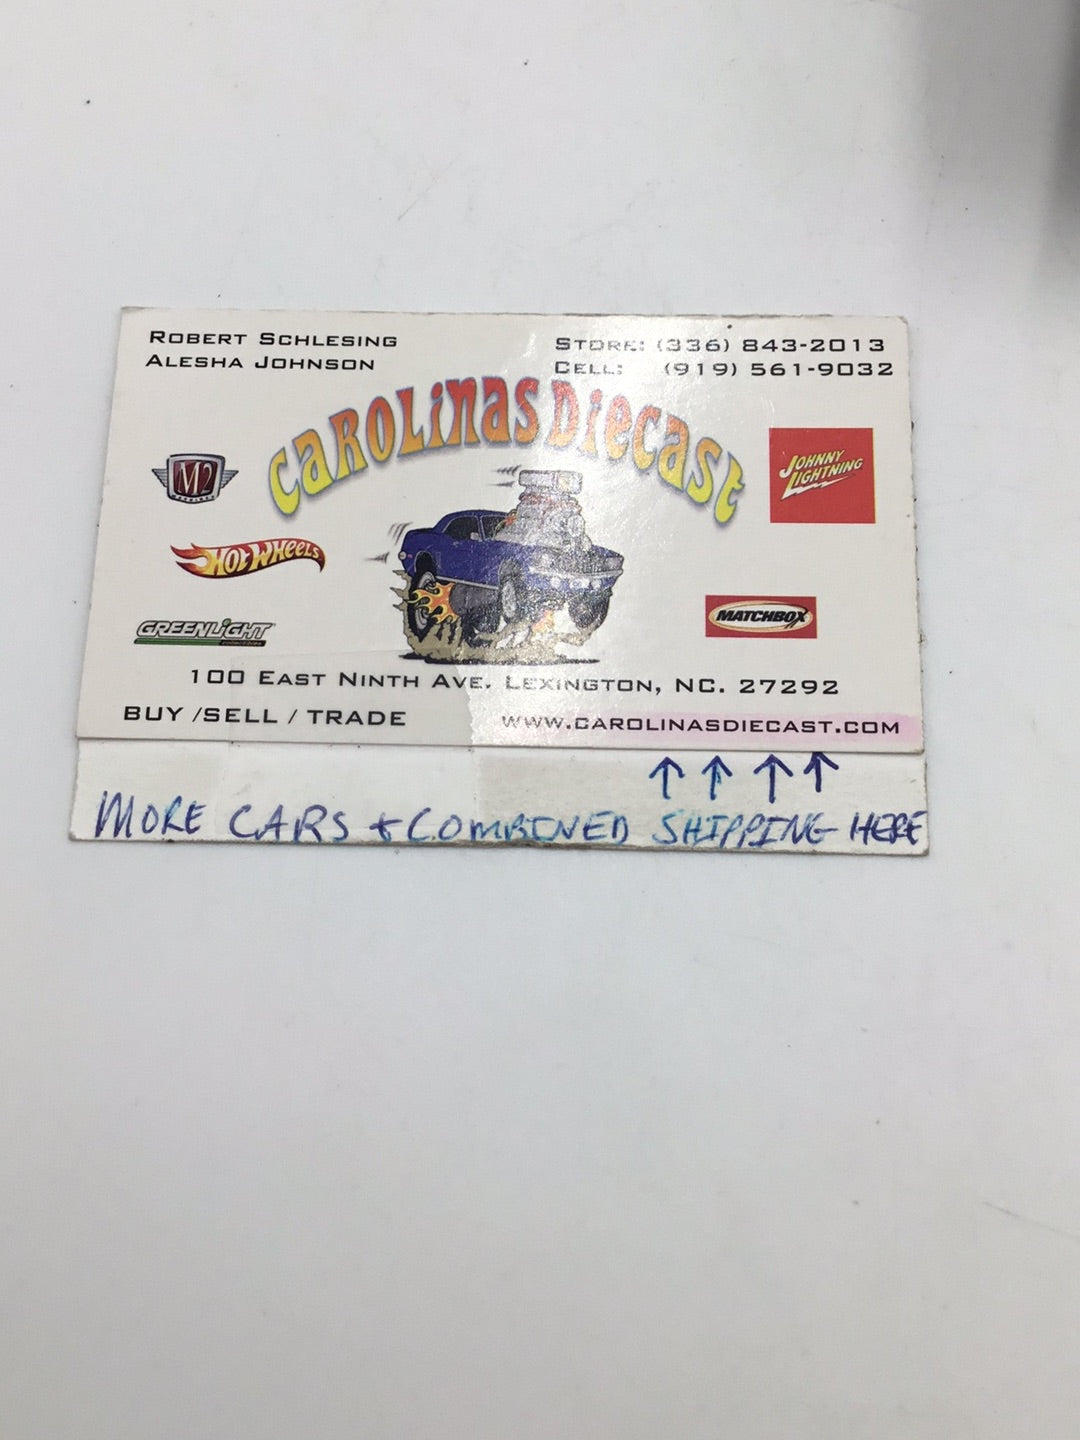 ROBERT SCHLESING
ALESHA JOHNSON
STORE: (336) 843-2013
CELL: (919) 561-9032
CAROLINAS DIECAST
M2
JOHNNY
LIGHTNING
HOT WHEELS
GREENLIGHT
MATCHBOX
100 EAST NINTH AVE. LEXINGTON, NC. 27292
BUY /SELL / TRADE
WWW.CAROLINASDIECAST.COM
MORE CARS + COMBINED SHIPPING HERE